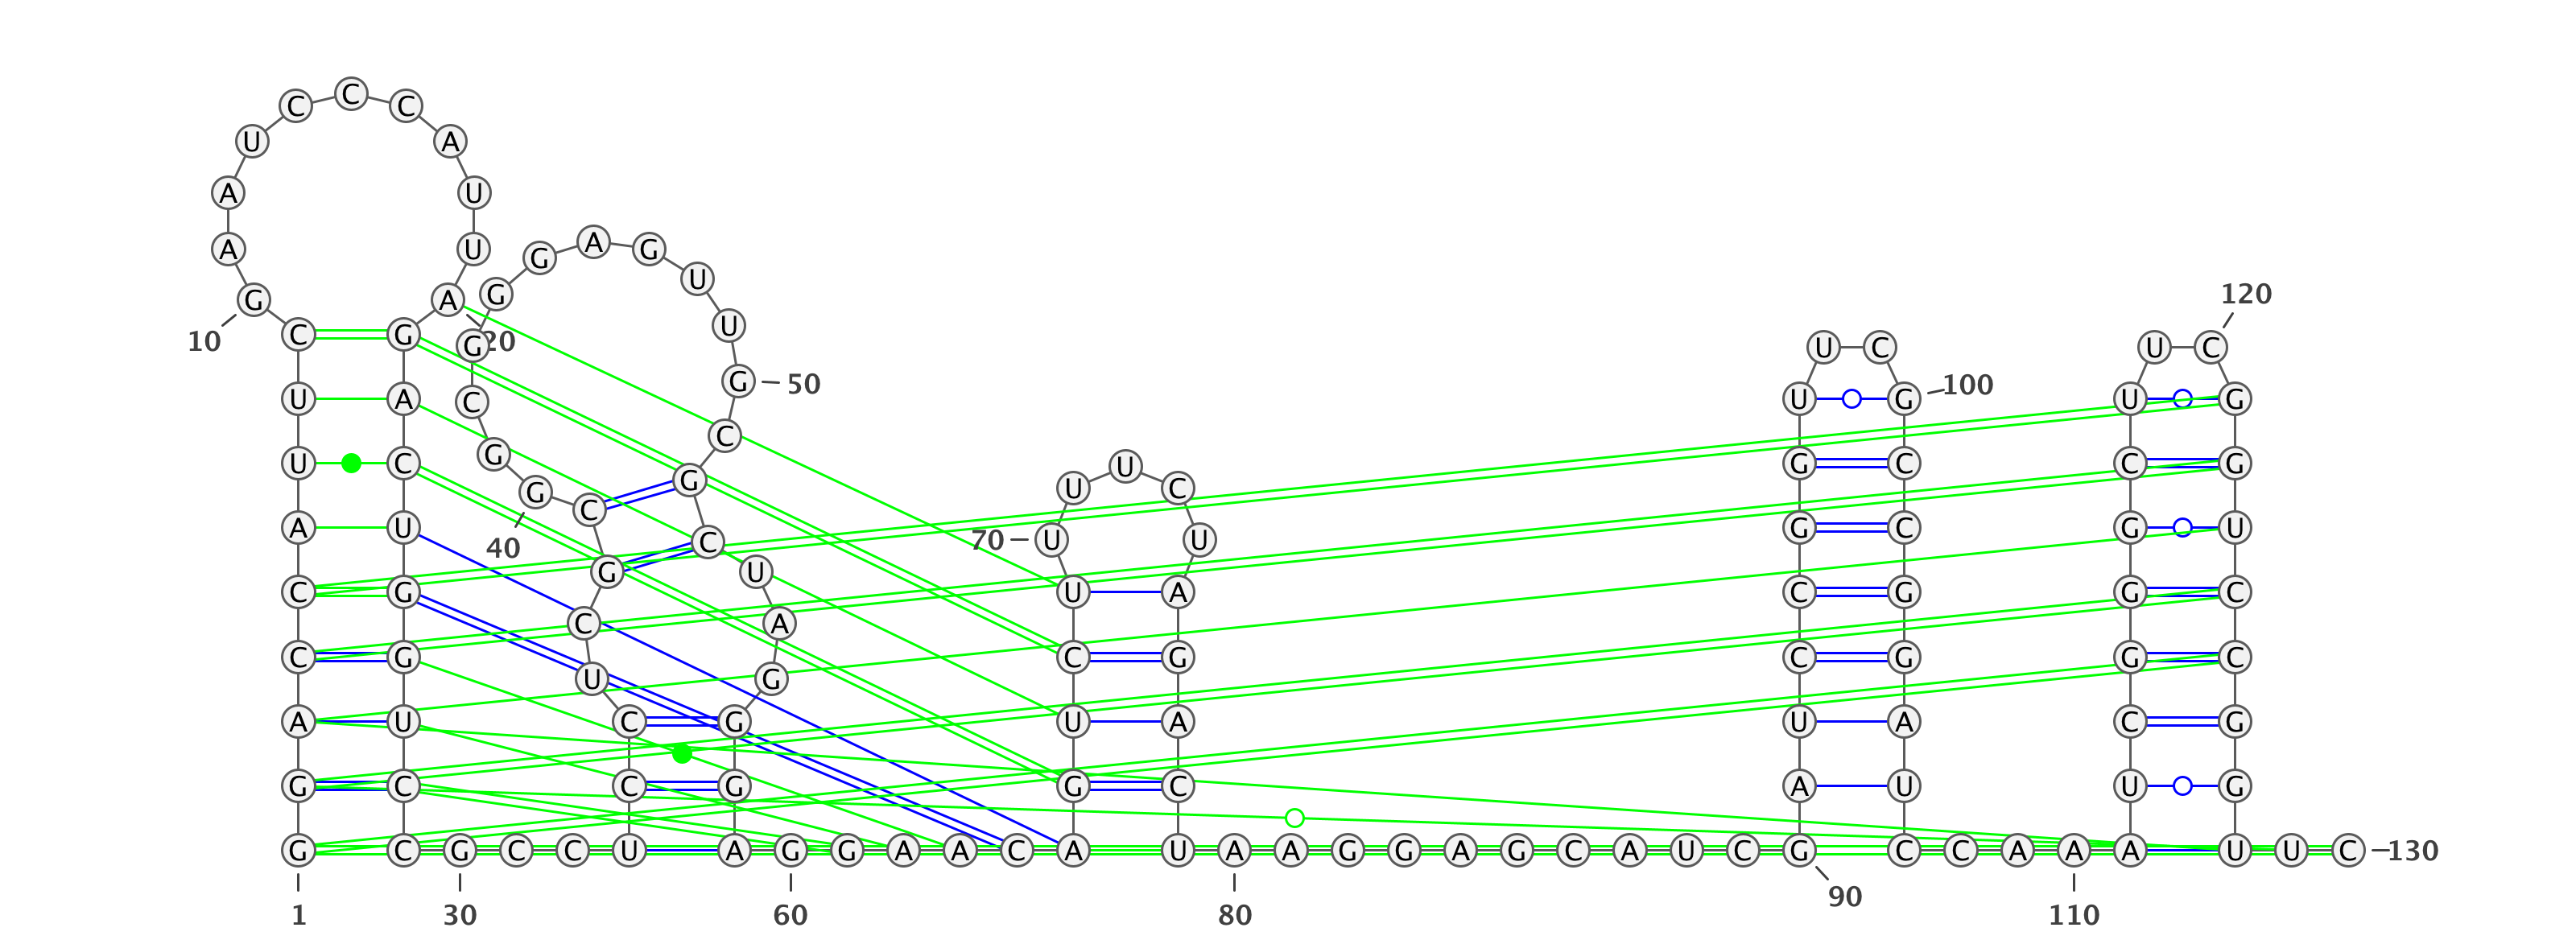 C
C C
U A
A U
A U G A G
U
G A G 120
U
10 C G G 20 U C U C
G 50 100
U A C U G U G
C
U C G U G C C G
G G U C
C
A U C 70 U U G C G U
40
G U
C G U A C G G C
C A
C G C G C G G C
U G
A U C G U A U A C G
G C C G G C A U U G
G C G C C U A G G A A C A U A A G G A G C A U C G C C A A A A U U C 130
90
1 30 60 80 110